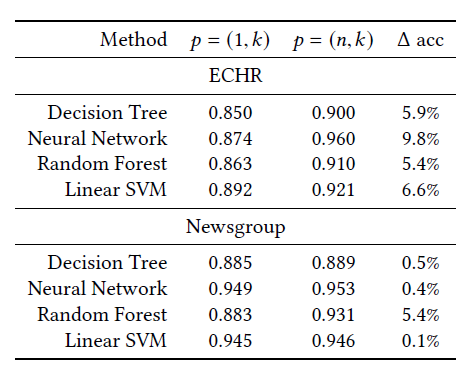 Method p = (1, k) p = (n, k) Δ acc
ECHR
Decision Tree 0.850 0.900 5.9%
Neural Network 0.874 0.960 9.8%
Random Forest 0.863 0.910 5.4%
Linear SVM 0.892 0.921 6.6%
Newsgroup
Decision Tree 0.885 0.889 0.5%
Neural Network 0.949 0.953 0.4%
Random Forest 0.883 0.931 5.4%
Linear SVM 0.945 0.946 0.1%